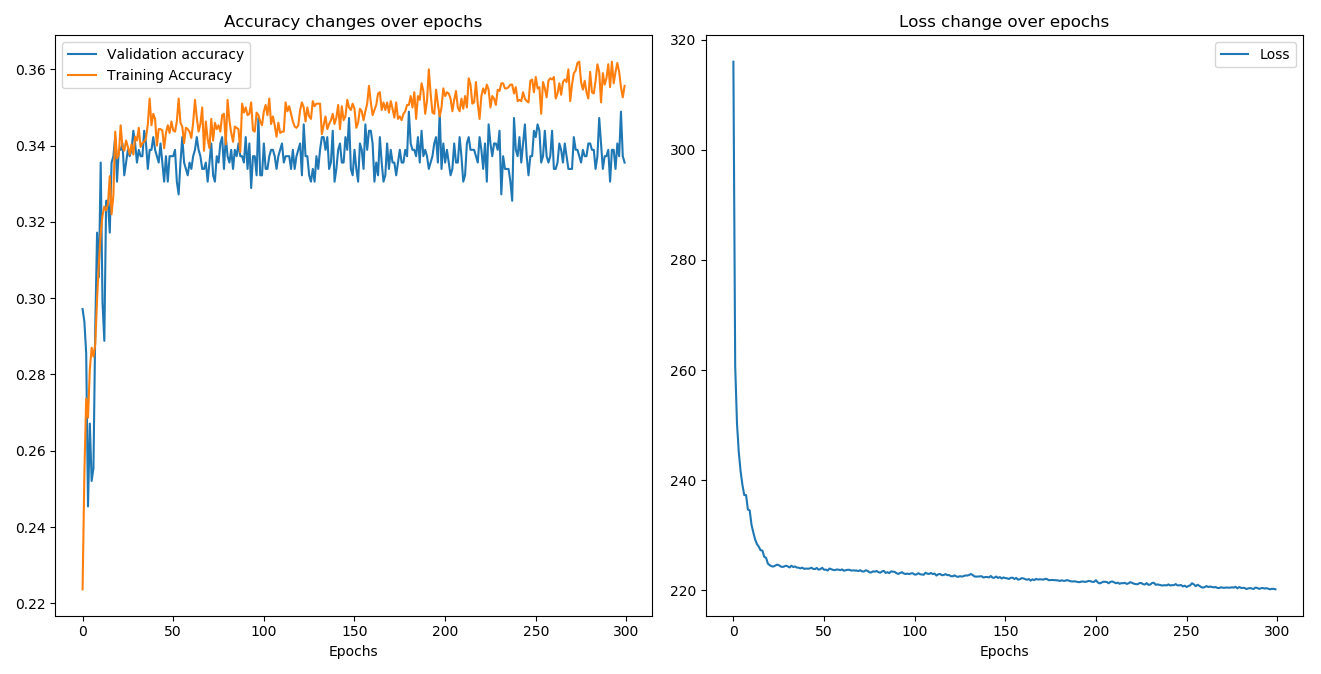 Accuracy changes over epochs
Validation accuracy
Training Accuracy
0.36
0.34
0.32
0.30
0.28
0.26
0.24
0.22
0 50 100 150 200 250 300
Epochs
Loss change over epochs
Loss
320
300
280
260
240
220
0 50 100 150 200 250 300
Epochs